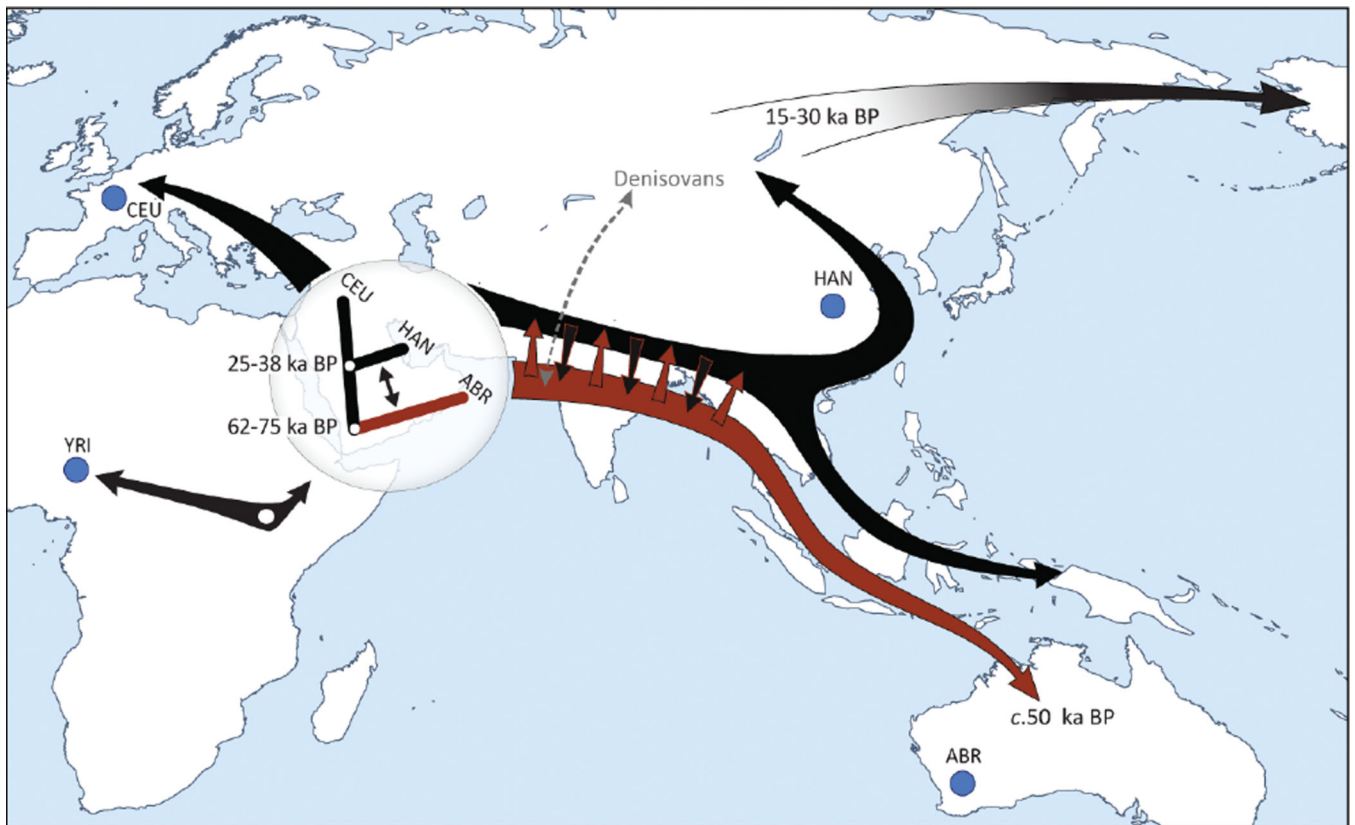 15-30 ka BP
Denisovans
CEU
CEU
HAN
HAN
25-38 ka BP
ABR
62-75 ka BP
YRI
c.50 ka BP
ABR